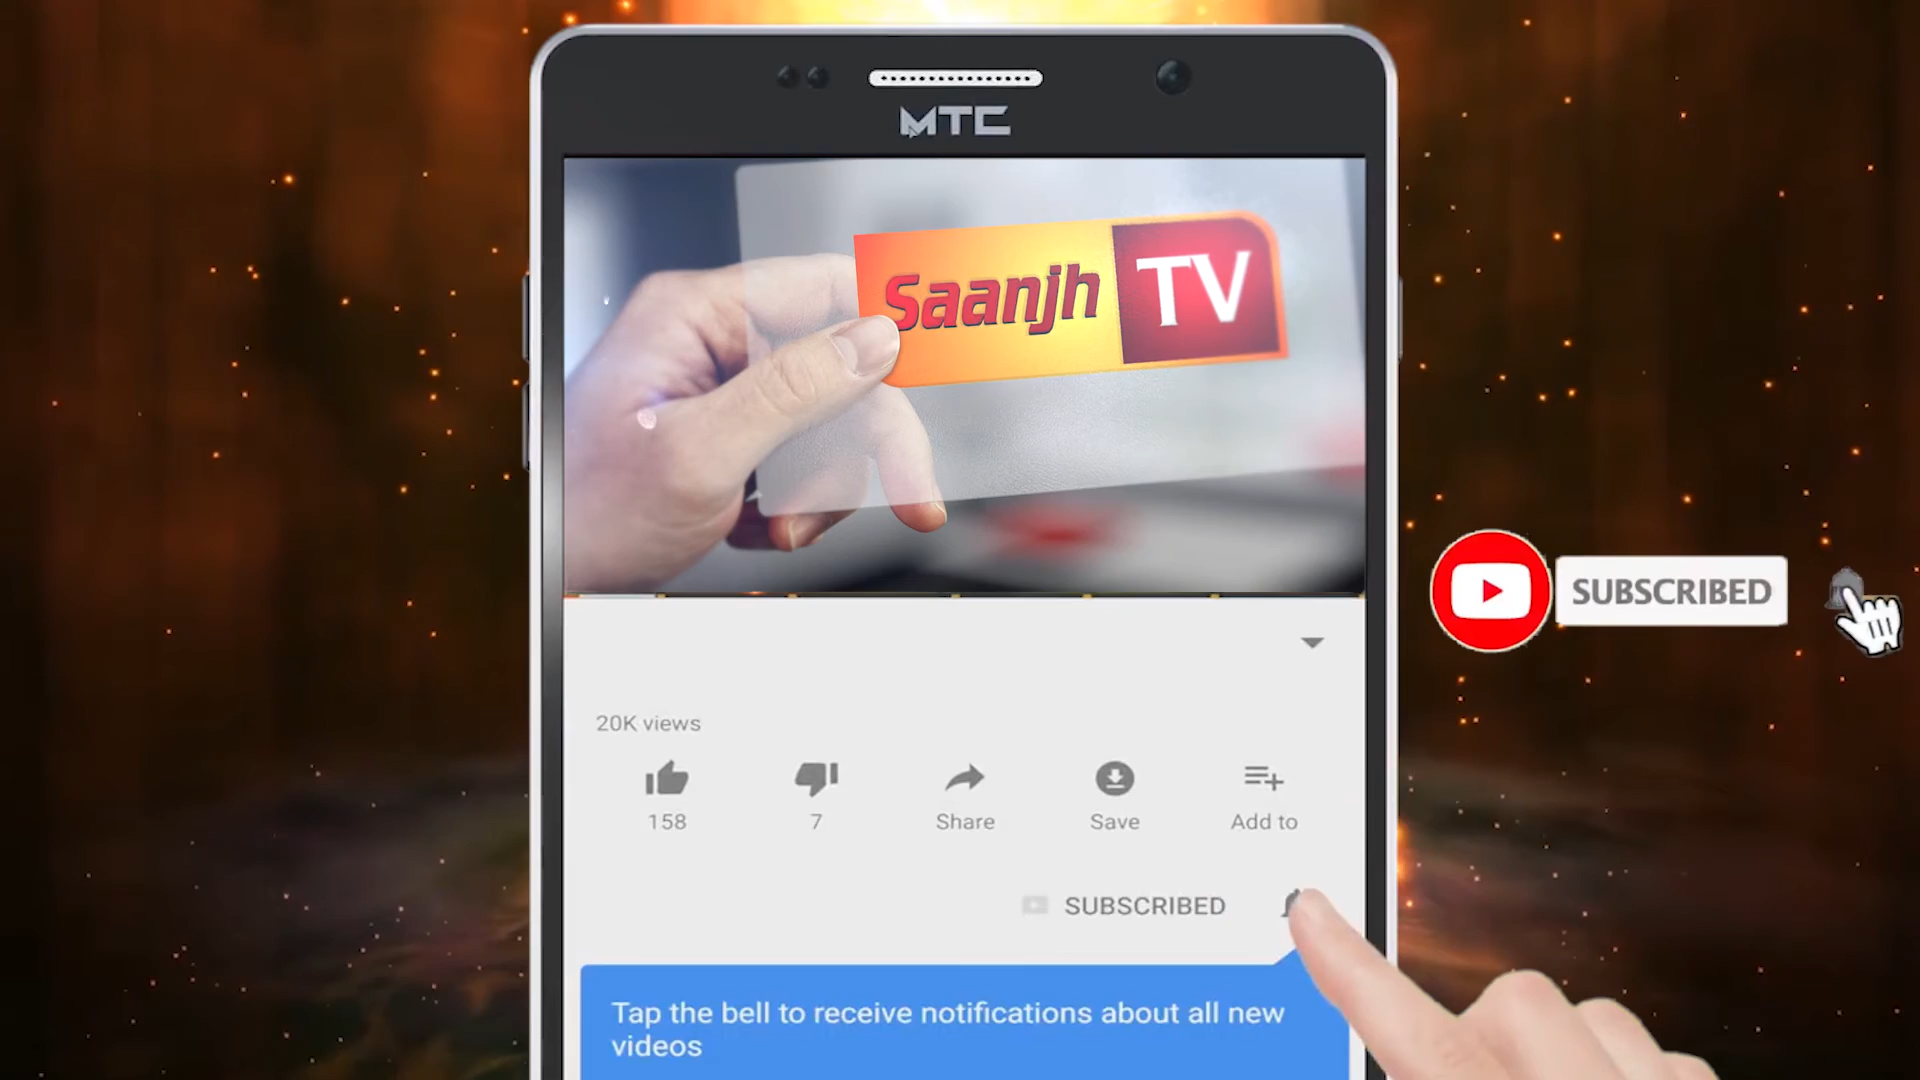 MTC
Saanjh TV
SUBSCRIBED
20K views
158
7
Share
Save
Add to
SUBSCRIBED
Tap the bell to receive notifications about all new
videos